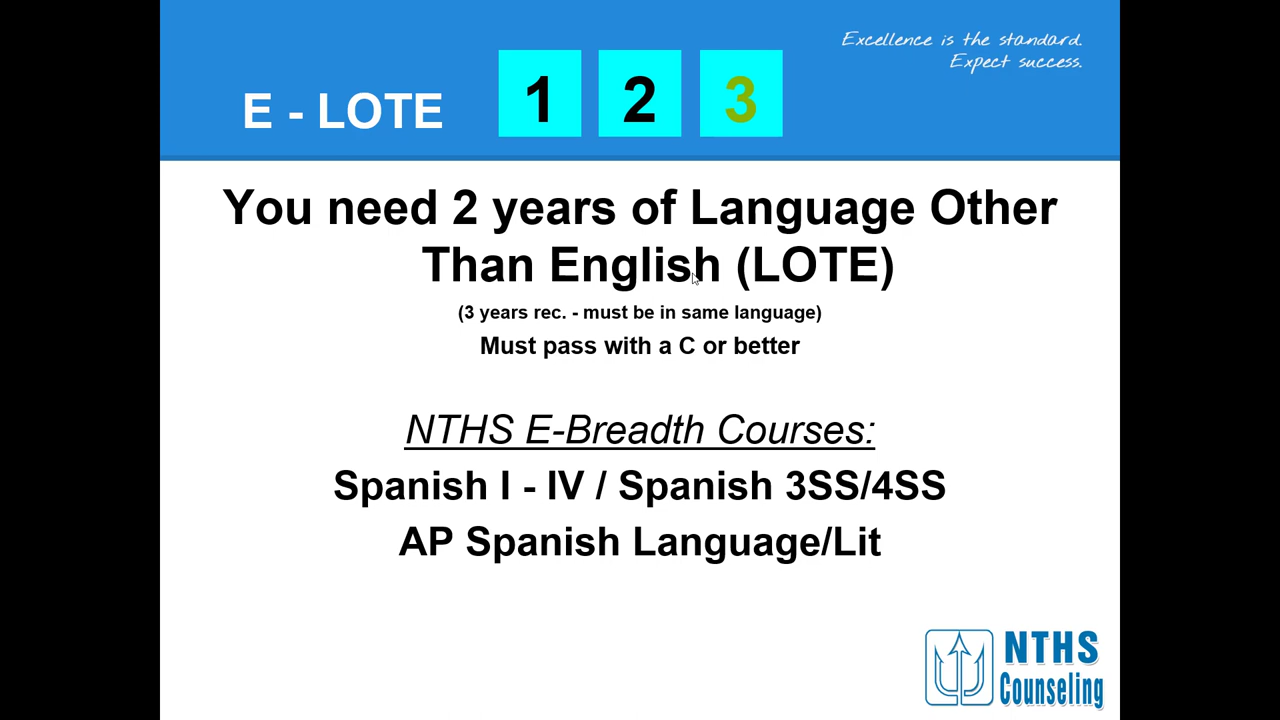 Excellence is the standard.
Expect success.
E - LOTE
1 2 3
You need 2 years of Language Other
Than English (LOTE)
(3 years rec. - must be in same language)
Must pass with a C or better
NTHS E-Breadth Courses:
Spanish I - IV / Spanish 3SS/4SS
AP Spanish Language/Lit
NTHS
Counseling